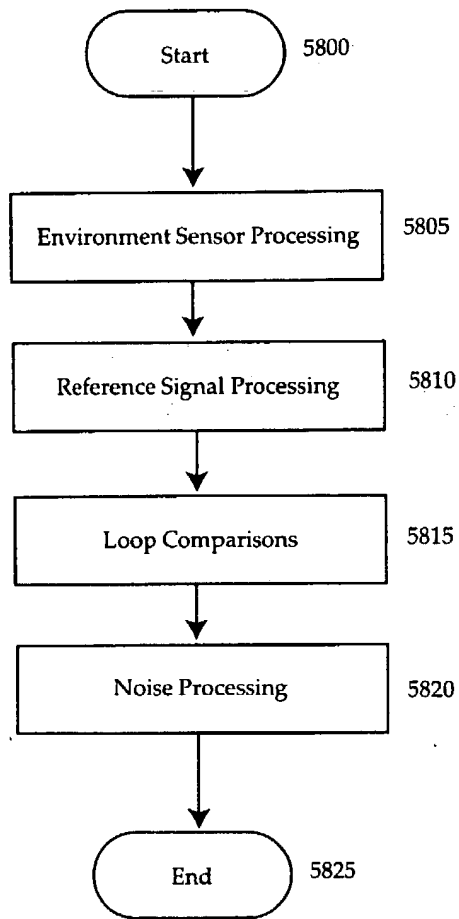 Start 5800
Environment Sensor Processing 5805
Reference Signal Processing 5810
Loop Comparisons 5815
Noise Processing 5820
End 5825